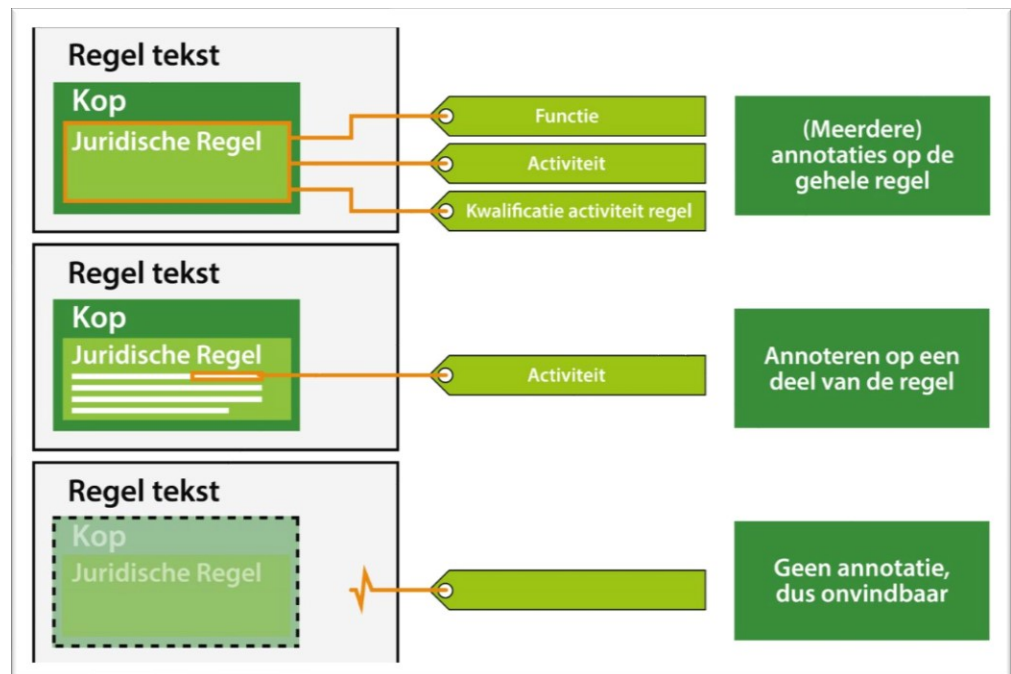 Regel tekst
Kop
Juridische Regel
Functie
Activiteit
Kwalificatie activiteit regel
(Meerdere)
annotaties op de
gehele regel
Regel tekst
Kop
Juridische Regel
Activiteit
Annoteren op een
deel van de regel
Regel tekst
Kop
Juridische Regel
Geen annindatie,
dus onvindbaar